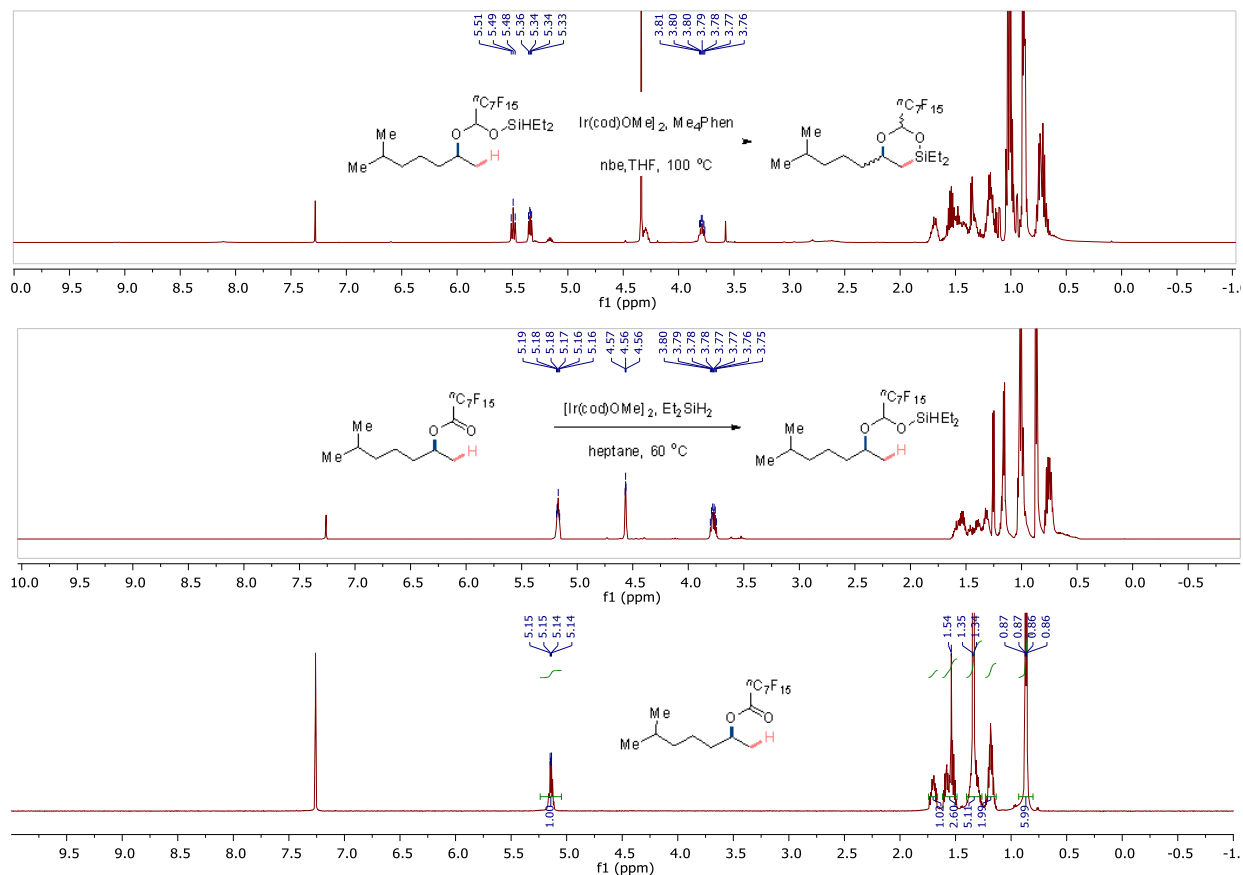 5.51 5.49 5.48 5.36 5.34 5.34 5.33 3.81 3.80 3.80 3.79 3.78 3.77 3.76
ⁿC₇F₁₅
O O SiHEt₂
Me
Me H
Ir(cod)OMe]₂, Me₄Phen
nbe,THF, 100 °C
ⁿC₇F₁₅
O O
Me SiEt₂
Me
0.0 9.5 9.0 8.5 8.0 7.5 7.0 6.5 6.0 5.5 5.0 4.5 4.0 3.5 3.0 2.5 2.0 1.5 1.0 0.5 0.0 -0.5 -1.
f1 (ppm)
5.19 5.18 5.18 5.17 5.16 5.16 4.57 4.56 4.56 3.80 3.79 3.78 3.78 3.77 3.77 3.76 3.75
ⁿC₇F₁₅
O O
Me
Me H
[Ir(cod)OMe]₂, Et₂SiH₂
heptane, 60 °C
ⁿC₇F₁₅
O O SiHEt₂
Me
Me H
10.0 9.5 9.0 8.5 8.0 7.5 7.0 6.5 6.0 5.5 5.0 4.5 4.0 3.5 3.0 2.5 2.0 1.5 1.0 0.5 0.0 -0.5
f1 (ppm)
5.15 5.15 5.14 5.14 1.54 1.35 1.34 0.87 0.87 0.86 0.86
ⁿC₇F₁₅
O O
Me
Me H
1.00 1.02 2.60 5.11 1.99 5.99
9.5 9.0 8.5 8.0 7.5 7.0 6.5 6.0 5.5 5.0 4.5 4.0 3.5 3.0 2.5 2.0 1.5 1.0 0.5 0.0 -0.5 -1.
f1 (ppm)